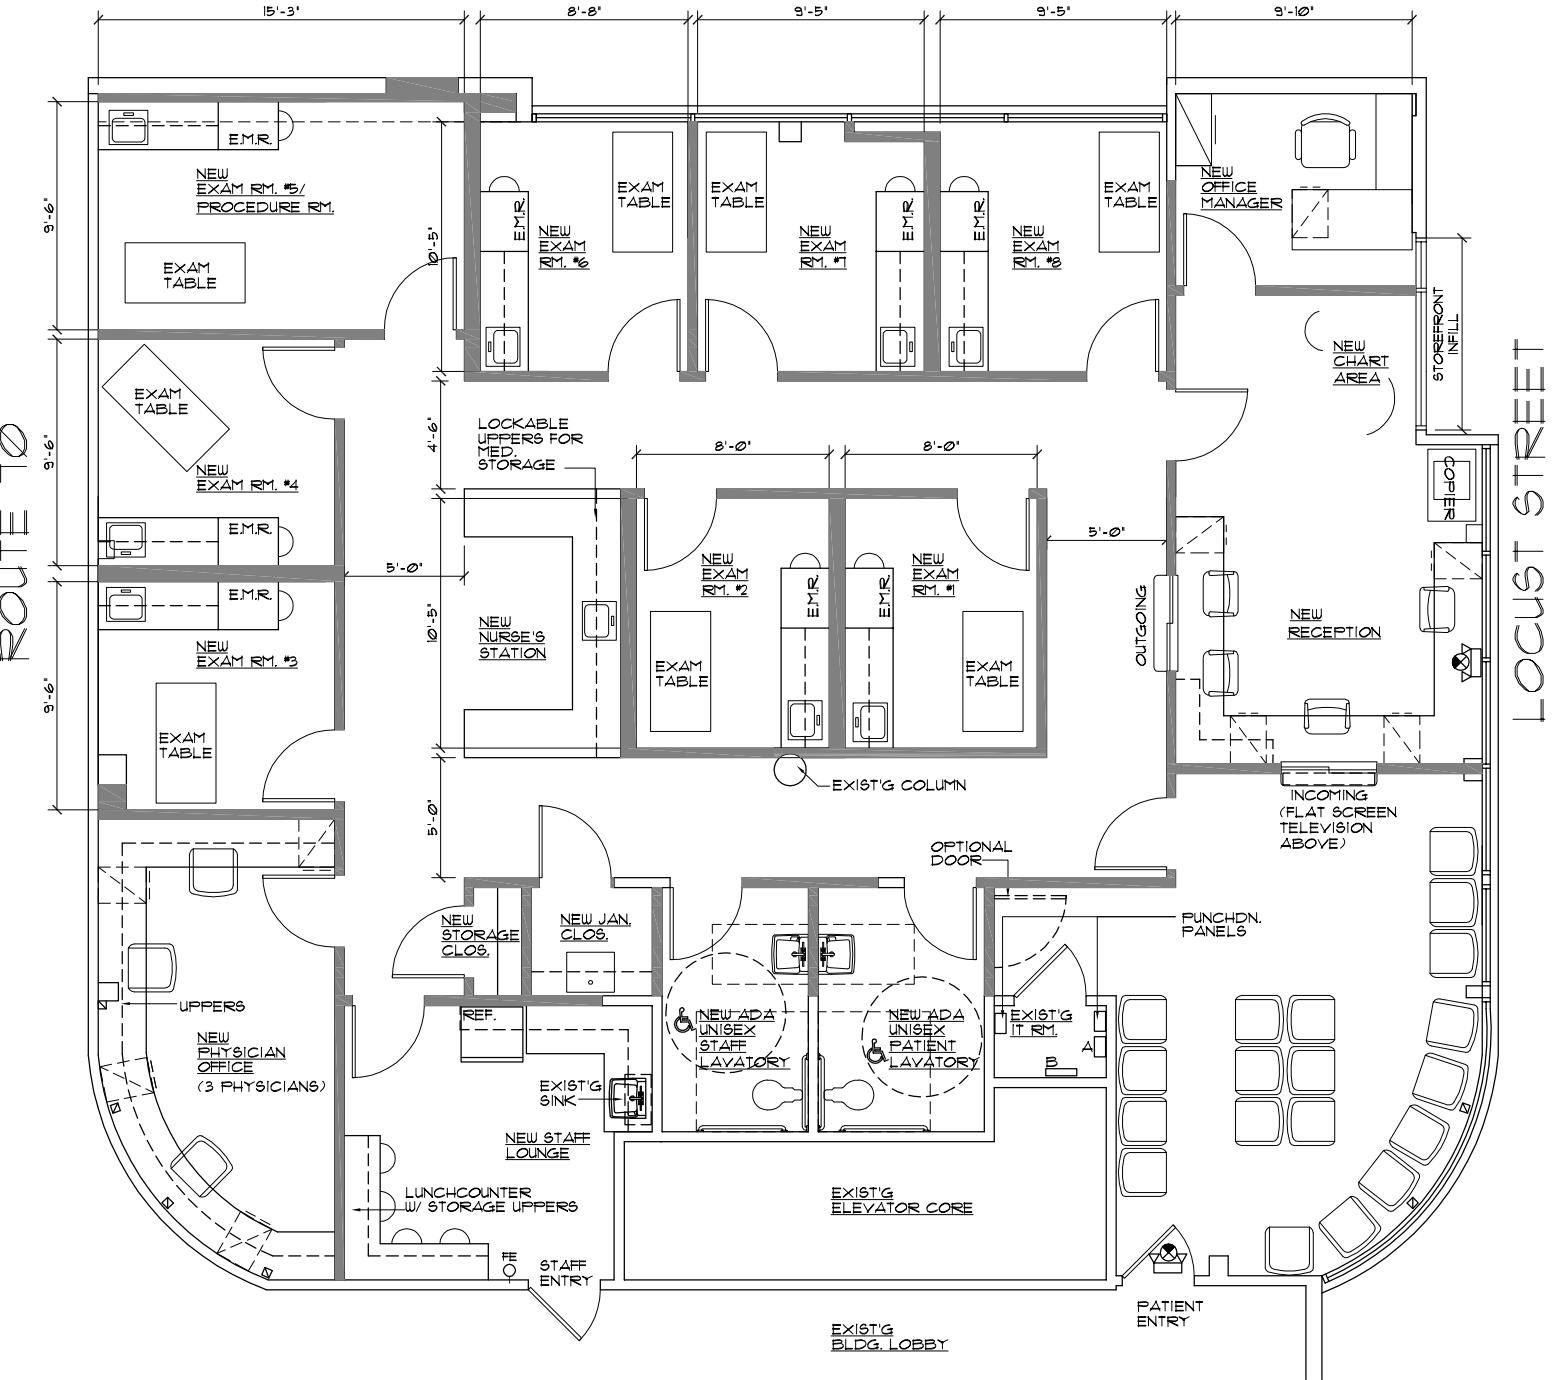 15'-3"
8'-8"
9'-5"
9'-5"
9'-10"
E.M.R.
NEW
EXAM RM. #5/
PROCEDURE RM.
EXAM
TABLE
9'-6"
10'-5"
E.M.R.
NEW
EXAM
RM. #6
EXAM
TABLE
EXAM
TABLE
NEW
EXAM
RM. #7
E.M.R.
E.M.R.
NEW
EXAM
RM. #8
EXAM
TABLE
NEW
OFFICE
MANAGER
STOREFRONT
INFILL
NEW
CHART
AREA
EXAM
TABLE
NEW
EXAM RM. #4
E.M.R.
9'-6"
4'-6"
LOCKABLE
UPPERS FOR
MED.
STORAGE
8'-0"
8'-0"
ROUTE 10
LOCUST STREET
COPIER
5'-0"
5'-0"
E.M.R.
NEW
EXAM RM. #3
EXAM
TABLE
9'-6"
10'-5"
NEW
NURSE'S
STATION
NEW
EXAM
RM. #2
E.M.R.
EXAM
TABLE
E.M.R.
NEW
EXAM
RM. #1
EXAM
TABLE
OUTGOING
NEW
RECEPTION
EXIST'G COLUMN
5'-0"
INCOMING
(FLAT SCREEN
TELEVISION
ABOVE)
OPTIONAL
DOOR
PUNCHDN.
PANELS
NEW
STORAGE
CLOS.
NEW JAN.
CLOS.
UPPERS
NEW
PHYSICIAN
OFFICE
(3 PHYSICIANS)
REF.
NEW ADA
UNISEX
STAFF
LAVATORY
NEW ADA
UNISEX
PATIENT
LAVATORY
EXIST'G
IT RM.
A
B
EXIST'G
SINK
NEW STAFF
LOUNGE
LUNCHCOUNTER
W/ STORAGE UPPERS
EXIST'G
ELEVATOR CORE
FE
STAFF
ENTRY
PATIENT
ENTRY
EXIST'G
BLDG. LOBBY